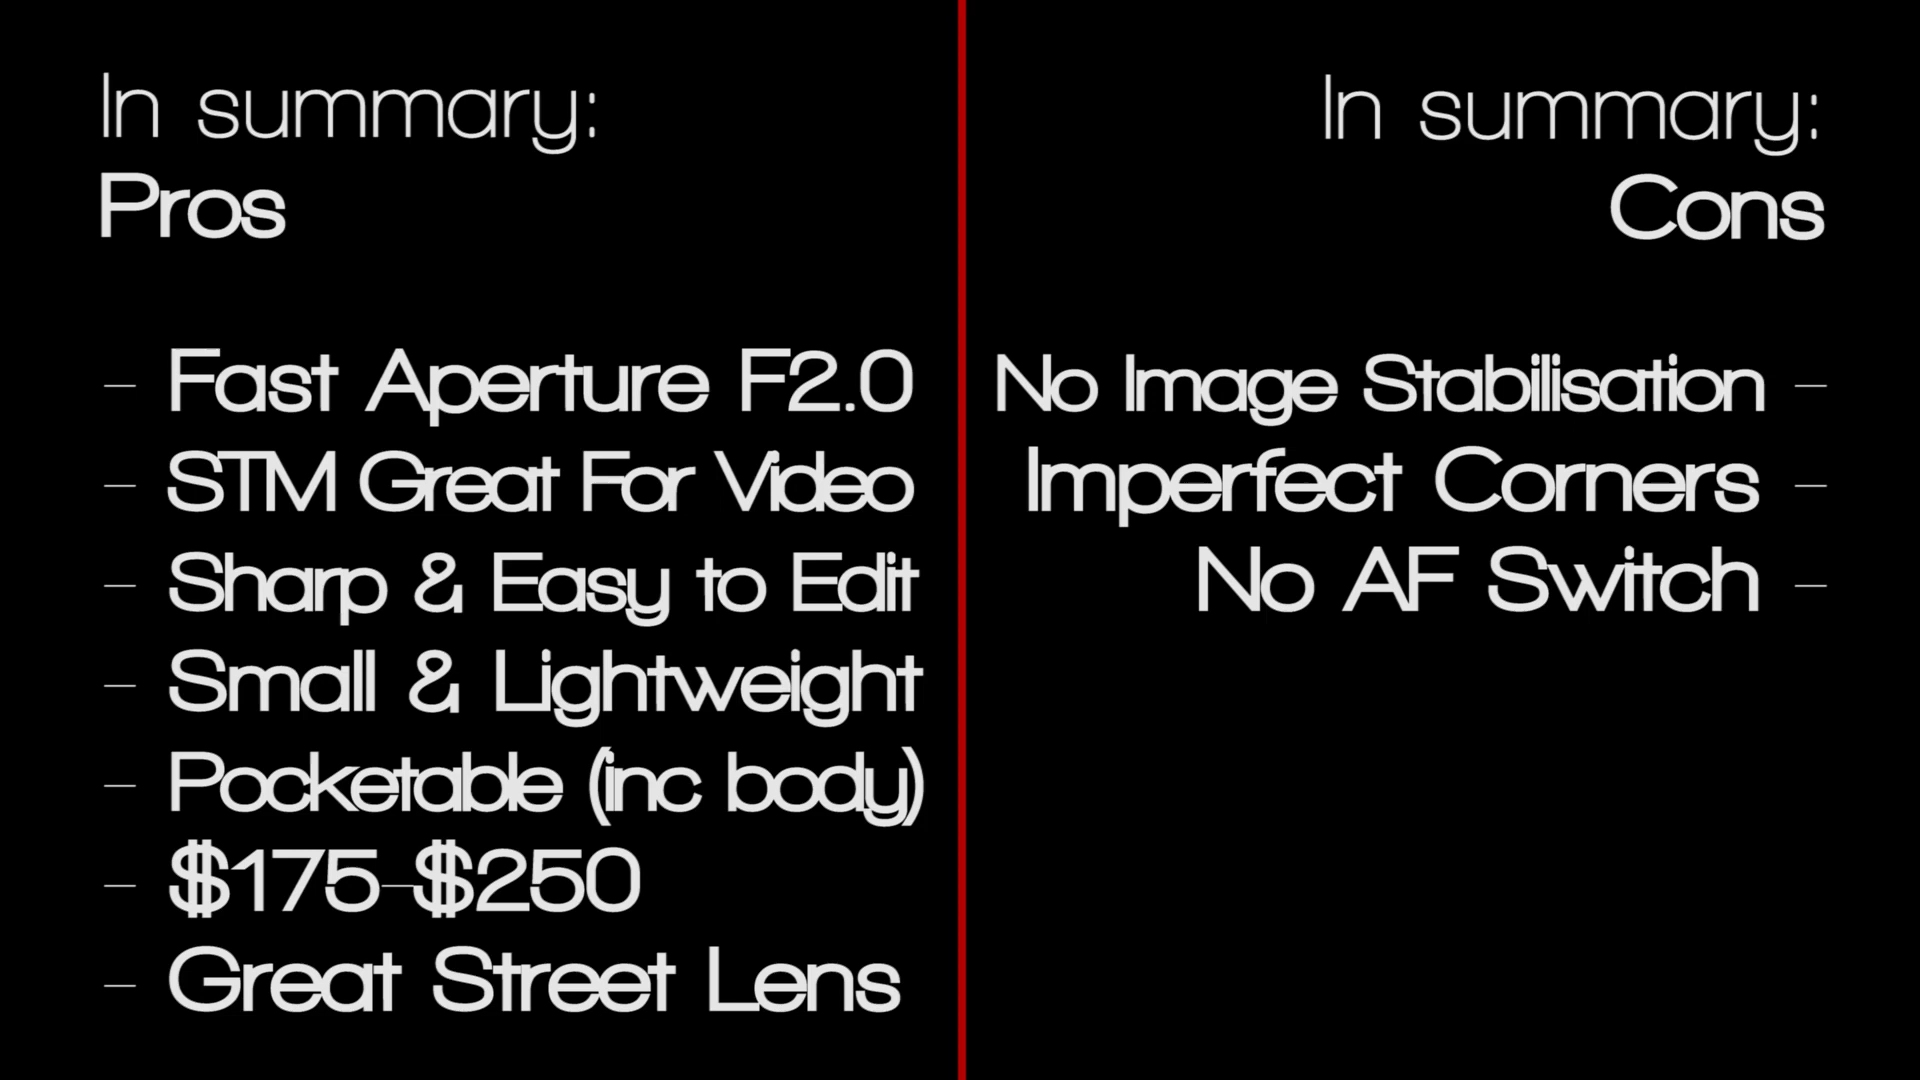 In summary:
Pros
– Fast Aperture F2.0
– STM Great For Video
– Sharp & Easy to Edit
– Small & Lightweight
– Pocketable (inc body)
– $175–$250
– Great Street Lens
In summary:
Cons
No Image Stabilisation –
Imperfect Corners –
No AF Switch –